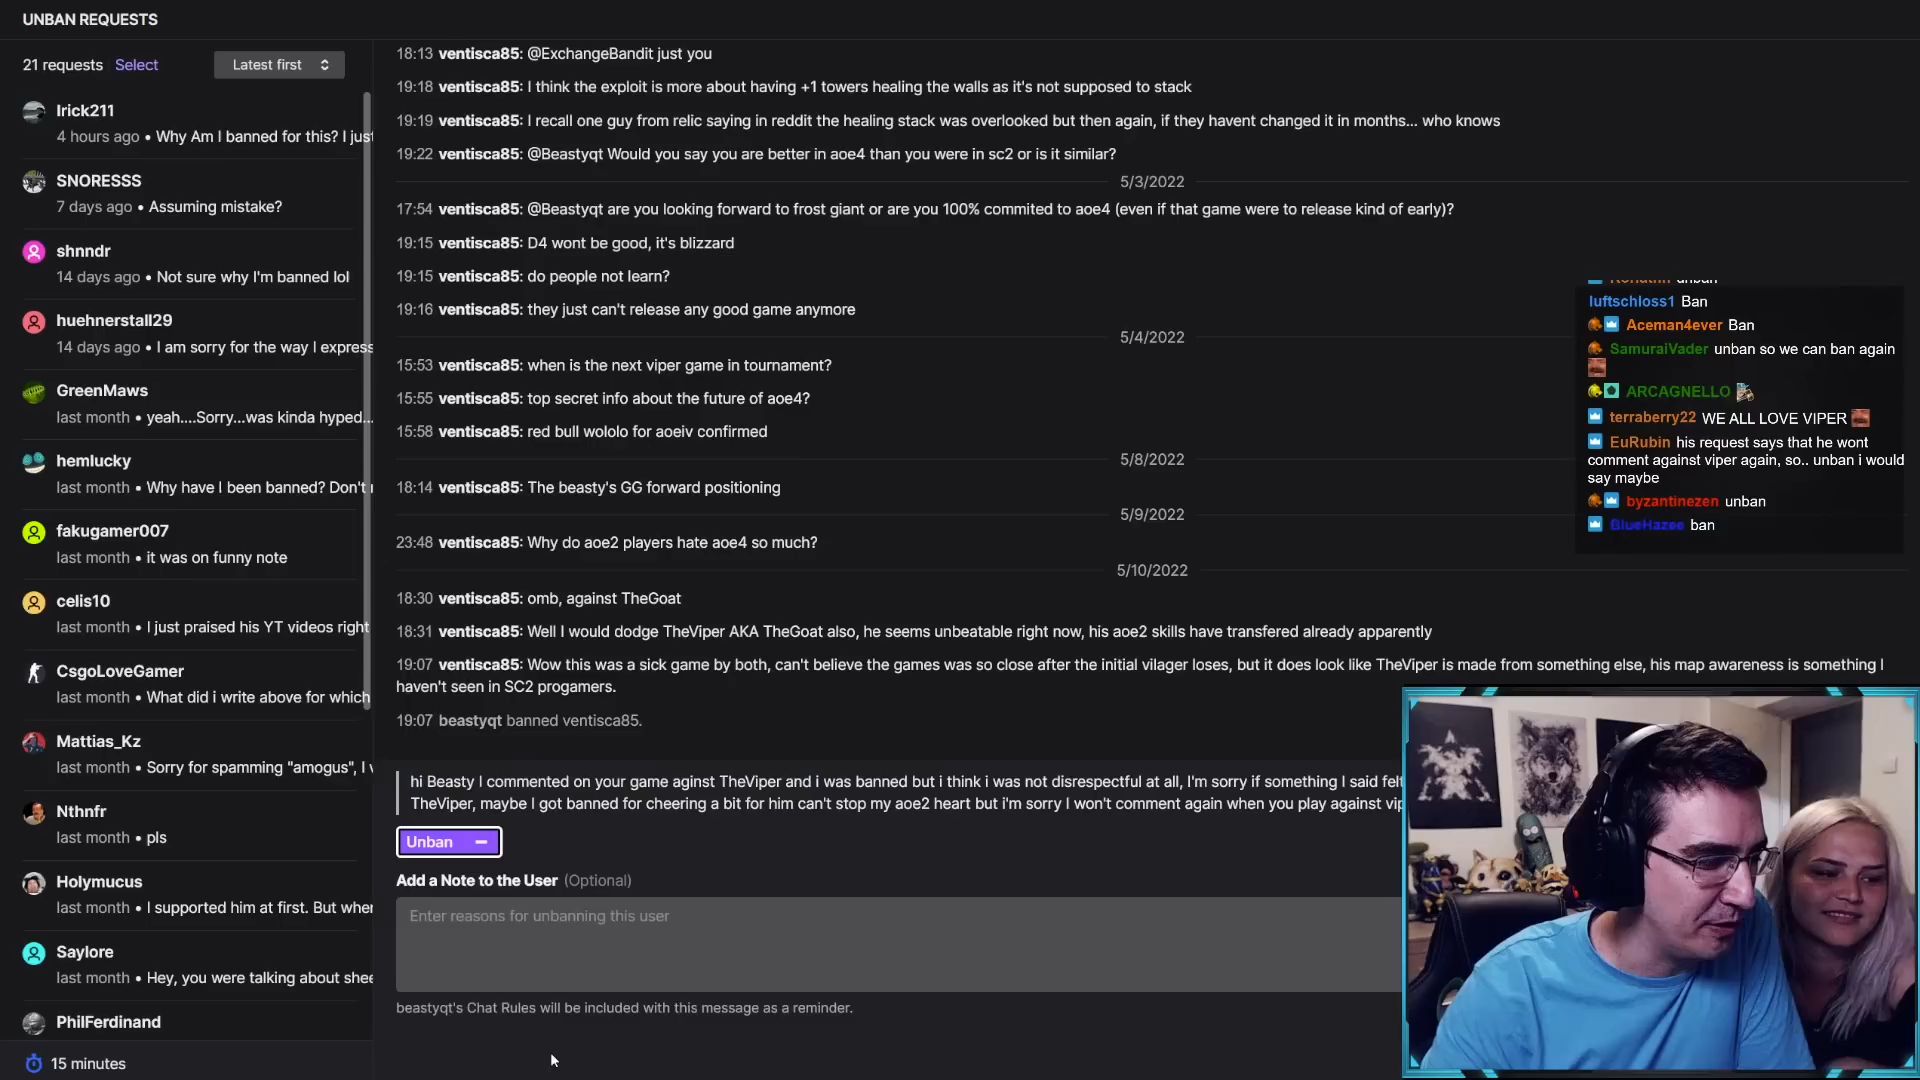 UNBAN REQUESTS
21 requests Select Latest first
Irick211
4 hours ago • Why Am I banned for this? I just
SNORESSS
7 days ago • Assuming mistake?
shnndr
14 days ago • Not sure why I'm banned lol
huehnerstall29
14 days ago • I am sorry for the way I express
GreenMaws
last month • yeah....Sorry...was kinda hyped...
hemlucky
last month • Why have I been banned? Don't
fakugamer007
last month • it was on funny note
celis10
last month • I just praised his YT videos right
CsgoLoveGamer
last month • What did i write above for which
Mattias_Kz
last month • Sorry for spamming "amogus", I
Nthnfr
last month • pls
Holymucus
last month • I supported him at first. But when
Saylore
last month • Hey, you were talking about shee
PhilFerdinand
15 minutes
18:13 ventisca85: @ExchangeBandit just you
19:18 ventisca85: I think the exploit is more about having +1 towers healing the walls as it's not supposed to stack
19:19 ventisca85: I recall one guy from relic saying in reddit the healing stack was overlooked but then again, if they havent changed it in months... who knows
19:22 ventisca85: @Beastyqt Would you say you are better in aoe4 than you were in sc2 or is it similar?
5/3/2022
17:54 ventisca85: @Beastyqt are you looking forward to frost giant or are you 100% commited to aoe4 (even if that game were to release kind of early)?
19:15 ventisca85: D4 wont be good, it's blizzard
19:15 ventisca85: do people not learn?
19:16 ventisca85: they just can't release any good game anymore
5/4/2022
15:53 ventisca85: when is the next viper game in tournament?
15:55 ventisca85: top secret info about the future of aoe4?
15:58 ventisca85: red bull wololo for aoeiv confirmed
5/8/2022
18:14 ventisca85: The beasty's GG forward positioning
5/9/2022
23:48 ventisca85: Why do aoe2 players hate aoe4 so much?
5/10/2022
18:30 ventisca85: omb, against TheGoat
18:31 ventisca85: Well I would dodge TheViper AKA TheGoat also, he seems unbeatable right now, his aoe2 skills have transfered already apparently
19:07 ventisca85: Wow this was a sick game by both, can't believe the games was so close after the initial vilager loses, but it does look like TheViper is made from something else, his map awareness is something I
haven't seen in SC2 progamers.
19:07 beastyqt banned ventisca85.
hi Beasty I commented on your game aginst TheViper and i was banned but i think i was not disrespectful at all, I'm sorry if something I said felt
TheViper, maybe I got banned for cheering a bit for him can't stop my aoe2 heart but i'm sorry I won't comment again when you play against vip
Unban
Add a Note to the User (Optional)
Enter reasons for unbanning this user
beastyqt's Chat Rules will be included with this message as a reminder.
luftschloss1 Ban
Aceman4ever Ban
SamuraiVader unban so we can ban again
ARCAGNELLO
terraberry22 WE ALL LOVE VIPER
EuRubin his request says that he wont
comment against viper again, so.. unban i would
say maybe
byzantinezen unban
BlueHazee ban